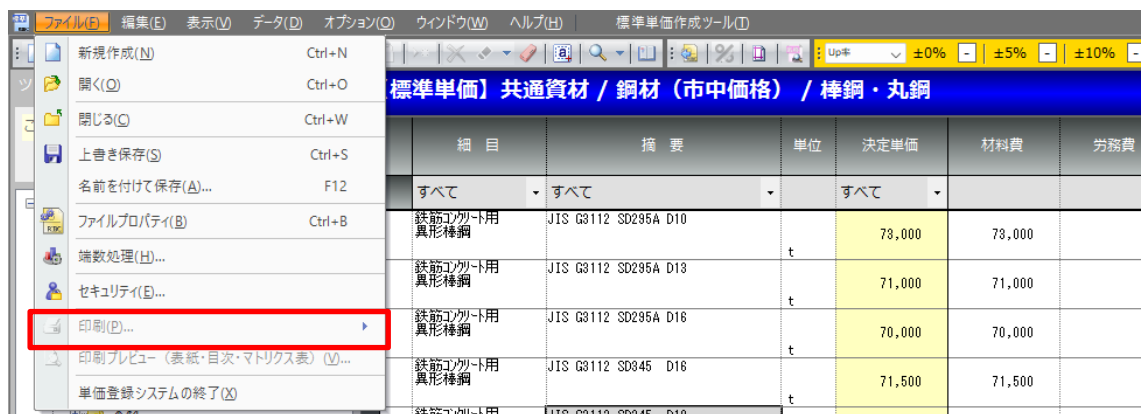 ファイル(F) 編集(E) 表示(V) データ(D) オプション(O) ウィンドウ(W) ヘルプ(H) 標準単価作成ツール(T)
新規作成(N) Ctrl+N
開く(O) Ctrl+O
閉じる(C) Ctrl+W
上書き保存(S) Ctrl+S
名前を付けて保存(A)... F12
ファイルプロパティ(B) Ctrl+B
端数処理(H)...
セキュリティ(E)...
印刷(P)...
印刷プレビュー（表紙・目次・マトリクス表）(V)...
単価登録システムの終了(X)
Up率 ±0% - ±5% - ±10% -
標準単価】共通資材 / 鋼材（市中価格） / 棒鋼・丸鋼
細 目 摘 要 単位 決定単価 材料費 労務費
すべて すべて すべて
鉄筋コンクリート用 JIS G3112 SD295A D10
異形棒鋼 73,000 73,000
t
鉄筋コンクリート用 JIS G3112 SD295A D13
異形棒鋼 71,000 71,000
t
鉄筋コンクリート用 JIS G3112 SD295A D16
異形棒鋼 70,000 70,000
t
鉄筋コンクリート用 JIS G3112 SD345 D16
異形棒鋼 71,500 71,500
t